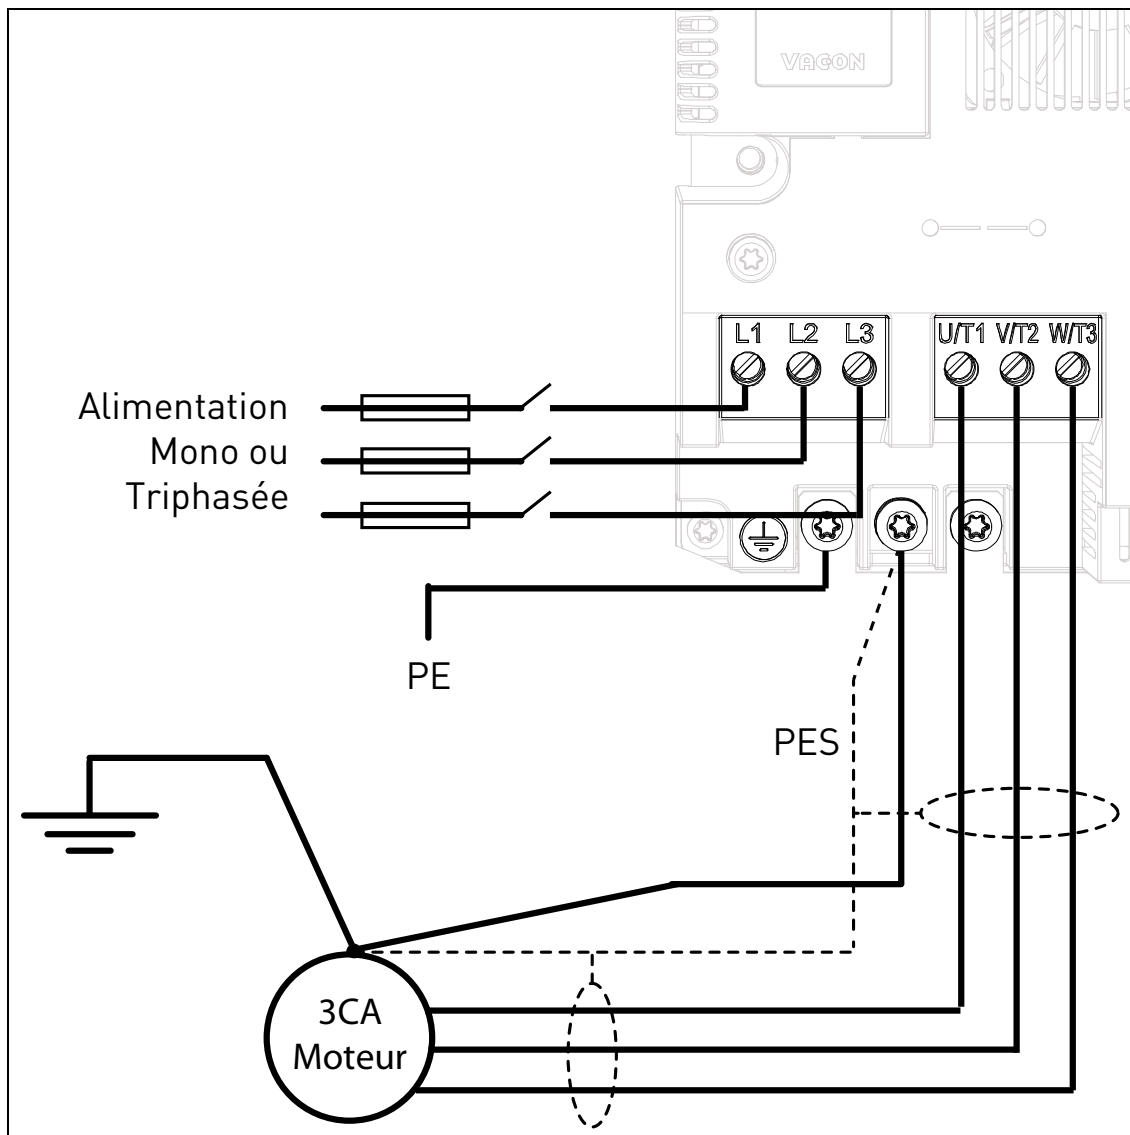 VACON
L1 L2 L3
U/T1 V/T2 W/T3
Alimentation
Mono ou
Triphasée
PE
PES
3CA
Moteur